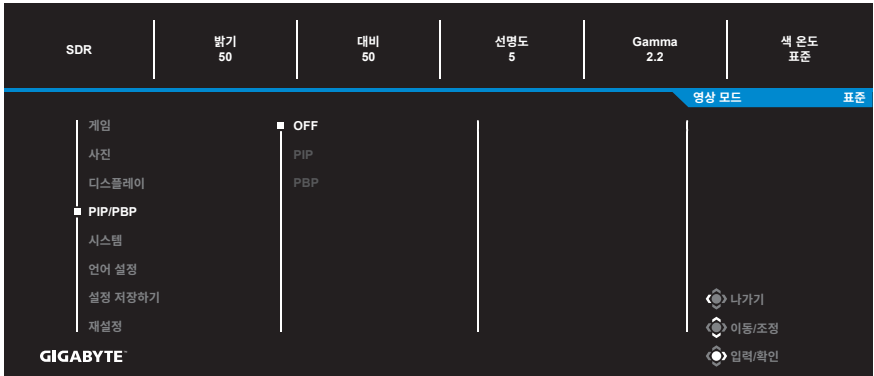 SDR
밝기
50
대비
50
선명도
5
Gamma
2.2
색 온도
표준
영상 모드 표준
게임
사진
디스플레이
PIP/PBP
시스템
언어 설정
설정 저장하기
재설정
OFF
PIP
PBP
나가기
이동/조정
입력/확인
GIGABYTE™